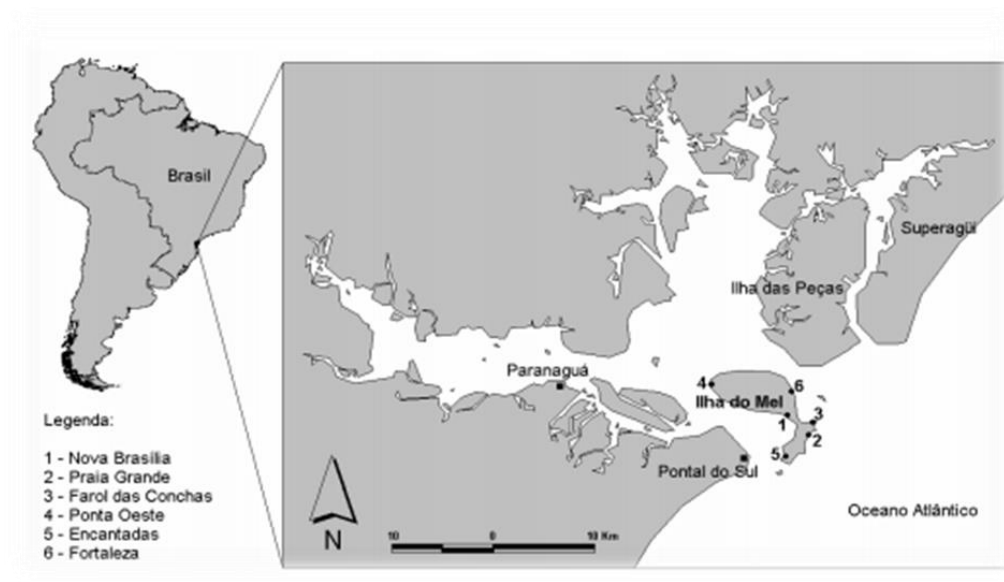 Brasil
Superagüi
Ilha das Peças
Paranaguá
4
Ilha do Mel
6
1
3
2
5
Pontal do Sul
Oceano Atlântico
Legenda:
1 - Nova Brasília
2 - Praia Grande
3 - Farol das Conchas
4 - Ponta Oeste
5 - Encantadas
6 - Fortaleza
N
10 0 10 Km